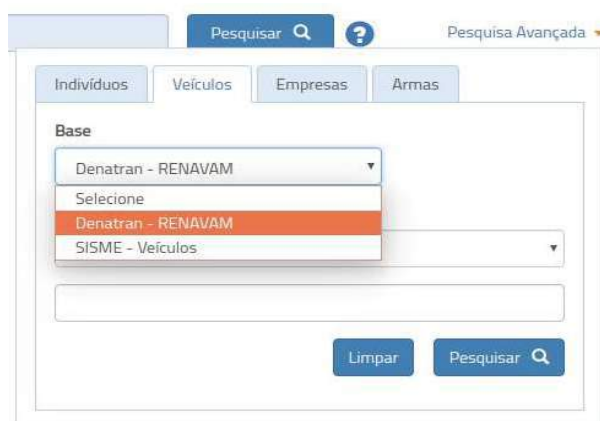 Pesquisar Pesquisa Avançada
Indivíduos Veículos Empresas Armas
Base
Denatran - RENAVAM
Selecione
Denatran - RENAVAM
SISME - Veículos
Limpar Pesquisar